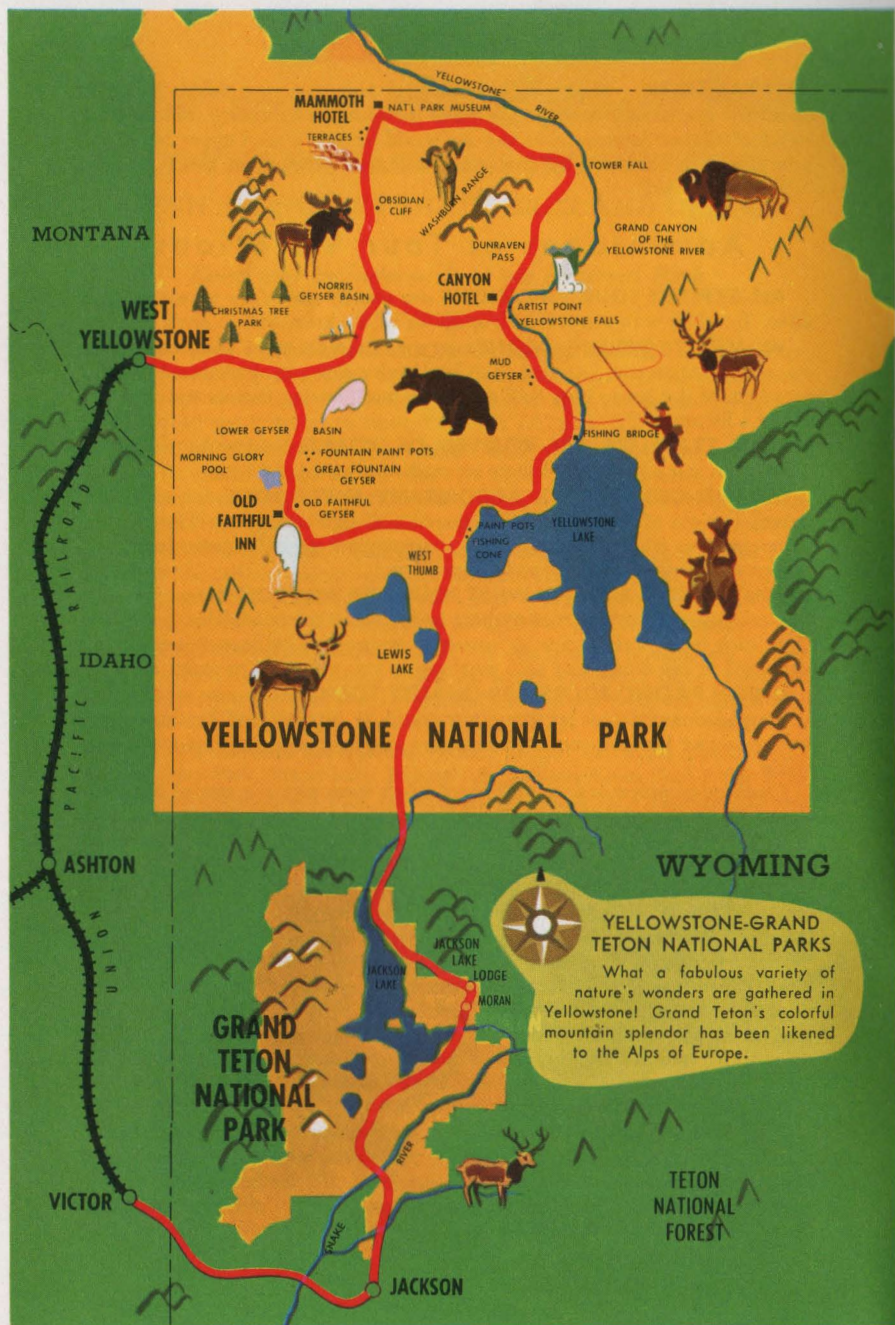 YELLOWSTONE
RIVER
MAMMOTH
HOTEL
NAT'L PARK MUSEUM
TERRACES
TOWER FALL
OBSIDIAN
CLIFF
WASHBURN RANGE
GRAND CANYON
OF THE
YELLOWSTONE RIVER
MONTANA
DUNRAVEN
PASS
NORRIS
GEYSER BASIN
CANYON
HOTEL
WEST
YELLOWSTONE
CHRISTMAS TREE
PARK
ARTIST POINT
YELLOWSTONE FALLS
MUD
GEYSER
LOWER GEYSER BASIN
FISHING BRIDGE
MORNING GLORY
POOL
FOUNTAIN PAINT POTS
GREAT FOUNTAIN
GEYSER
OLD
FAITHFUL
INN
OLD FAITHFUL
GEYSER
PAINT POTS
FISHING
CONE
YELLOWSTONE
LAKE
WEST
THUMB
LEWIS
LAKE
IDAHO
UNION PACIFIC RAILROAD
YELLOWSTONE NATIONAL PARK
ASHTON
WYOMING
YELLOWSTONE-GRAND
TETON NATIONAL PARKS
What a fabulous variety of
nature's wonders are gathered in
Yellowstone! Grand Teton's colorful
mountain splendor has been likened
to the Alps of Europe.
JACKSON
LAKE
LODGE
JACKSON
LAKE
MORAN
GRAND
TETON
NATIONAL
PARK
SNAKE RIVER
TETON
NATIONAL
FOREST
VICTOR
JACKSON